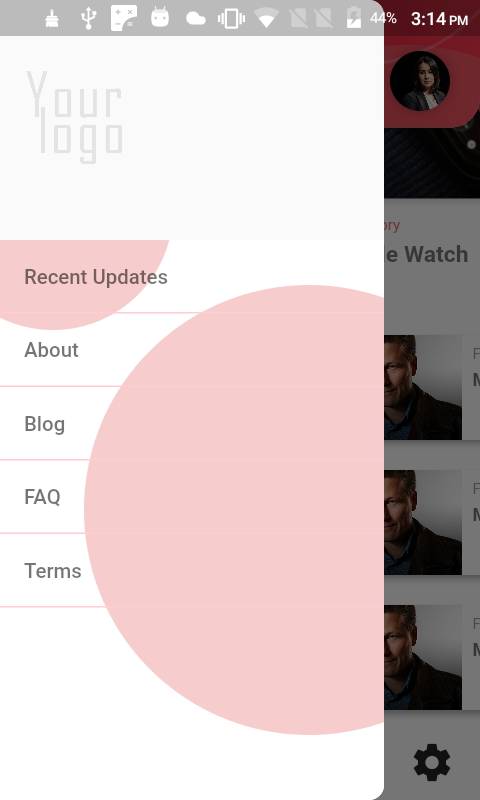 44% 3:14 PM
Your
logo
ory
e Watch
Recent Updates
About
Blog
FAQ
Terms